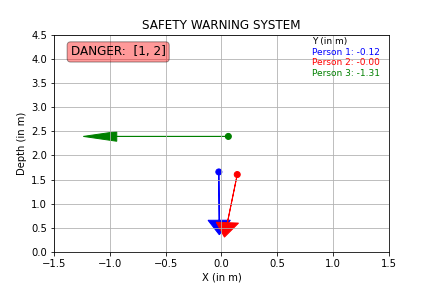 SAFETY WARNING SYSTEM
DANGER:  [1, 2]
Y (in m)
Person 1: -0.12
Person 2: -0.00
Person 3: -1.31
Depth (in m)
4.5
4.0
3.5
3.0
2.5
2.0
1.5
1.0
0.5
0.0
−1.5 −1.0 −0.5 0.0 0.5 1.0 1.5
X (in m)